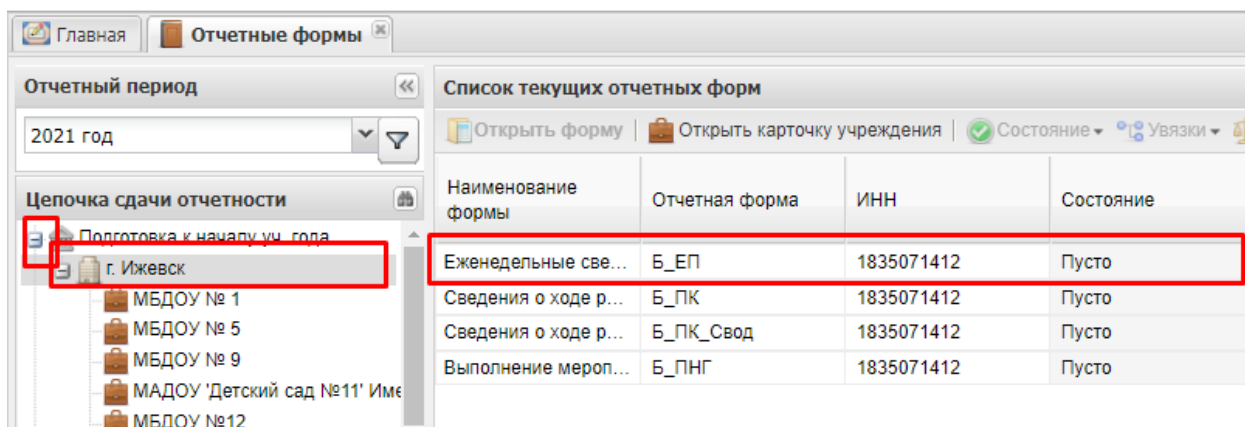 Главная
Отчетные формы
Отчетный период
Список текущих отчетных форм
2021 год
Открыть форму
Открыть карточку учреждения
Состояние
Увязки
Цепочка сдачи отчетности
Наименование
формы
Отчетная форма
ИНН
Состояние
Подготовка к началу уч. года
г. Ижевск
МБДОУ № 1
МБДОУ № 5
МБДОУ № 9
МАДОУ 'Детский сад №11' Име
МБДОУ №12
Еженедельные све... Б_ЕП 1835071412 Пусто
Сведения о ходе р... Б_ПК 1835071412 Пусто
Сведения о ходе р... Б_ПК_Свод 1835071412 Пусто
Выполнение мероп... Б_ПНГ 1835071412 Пусто